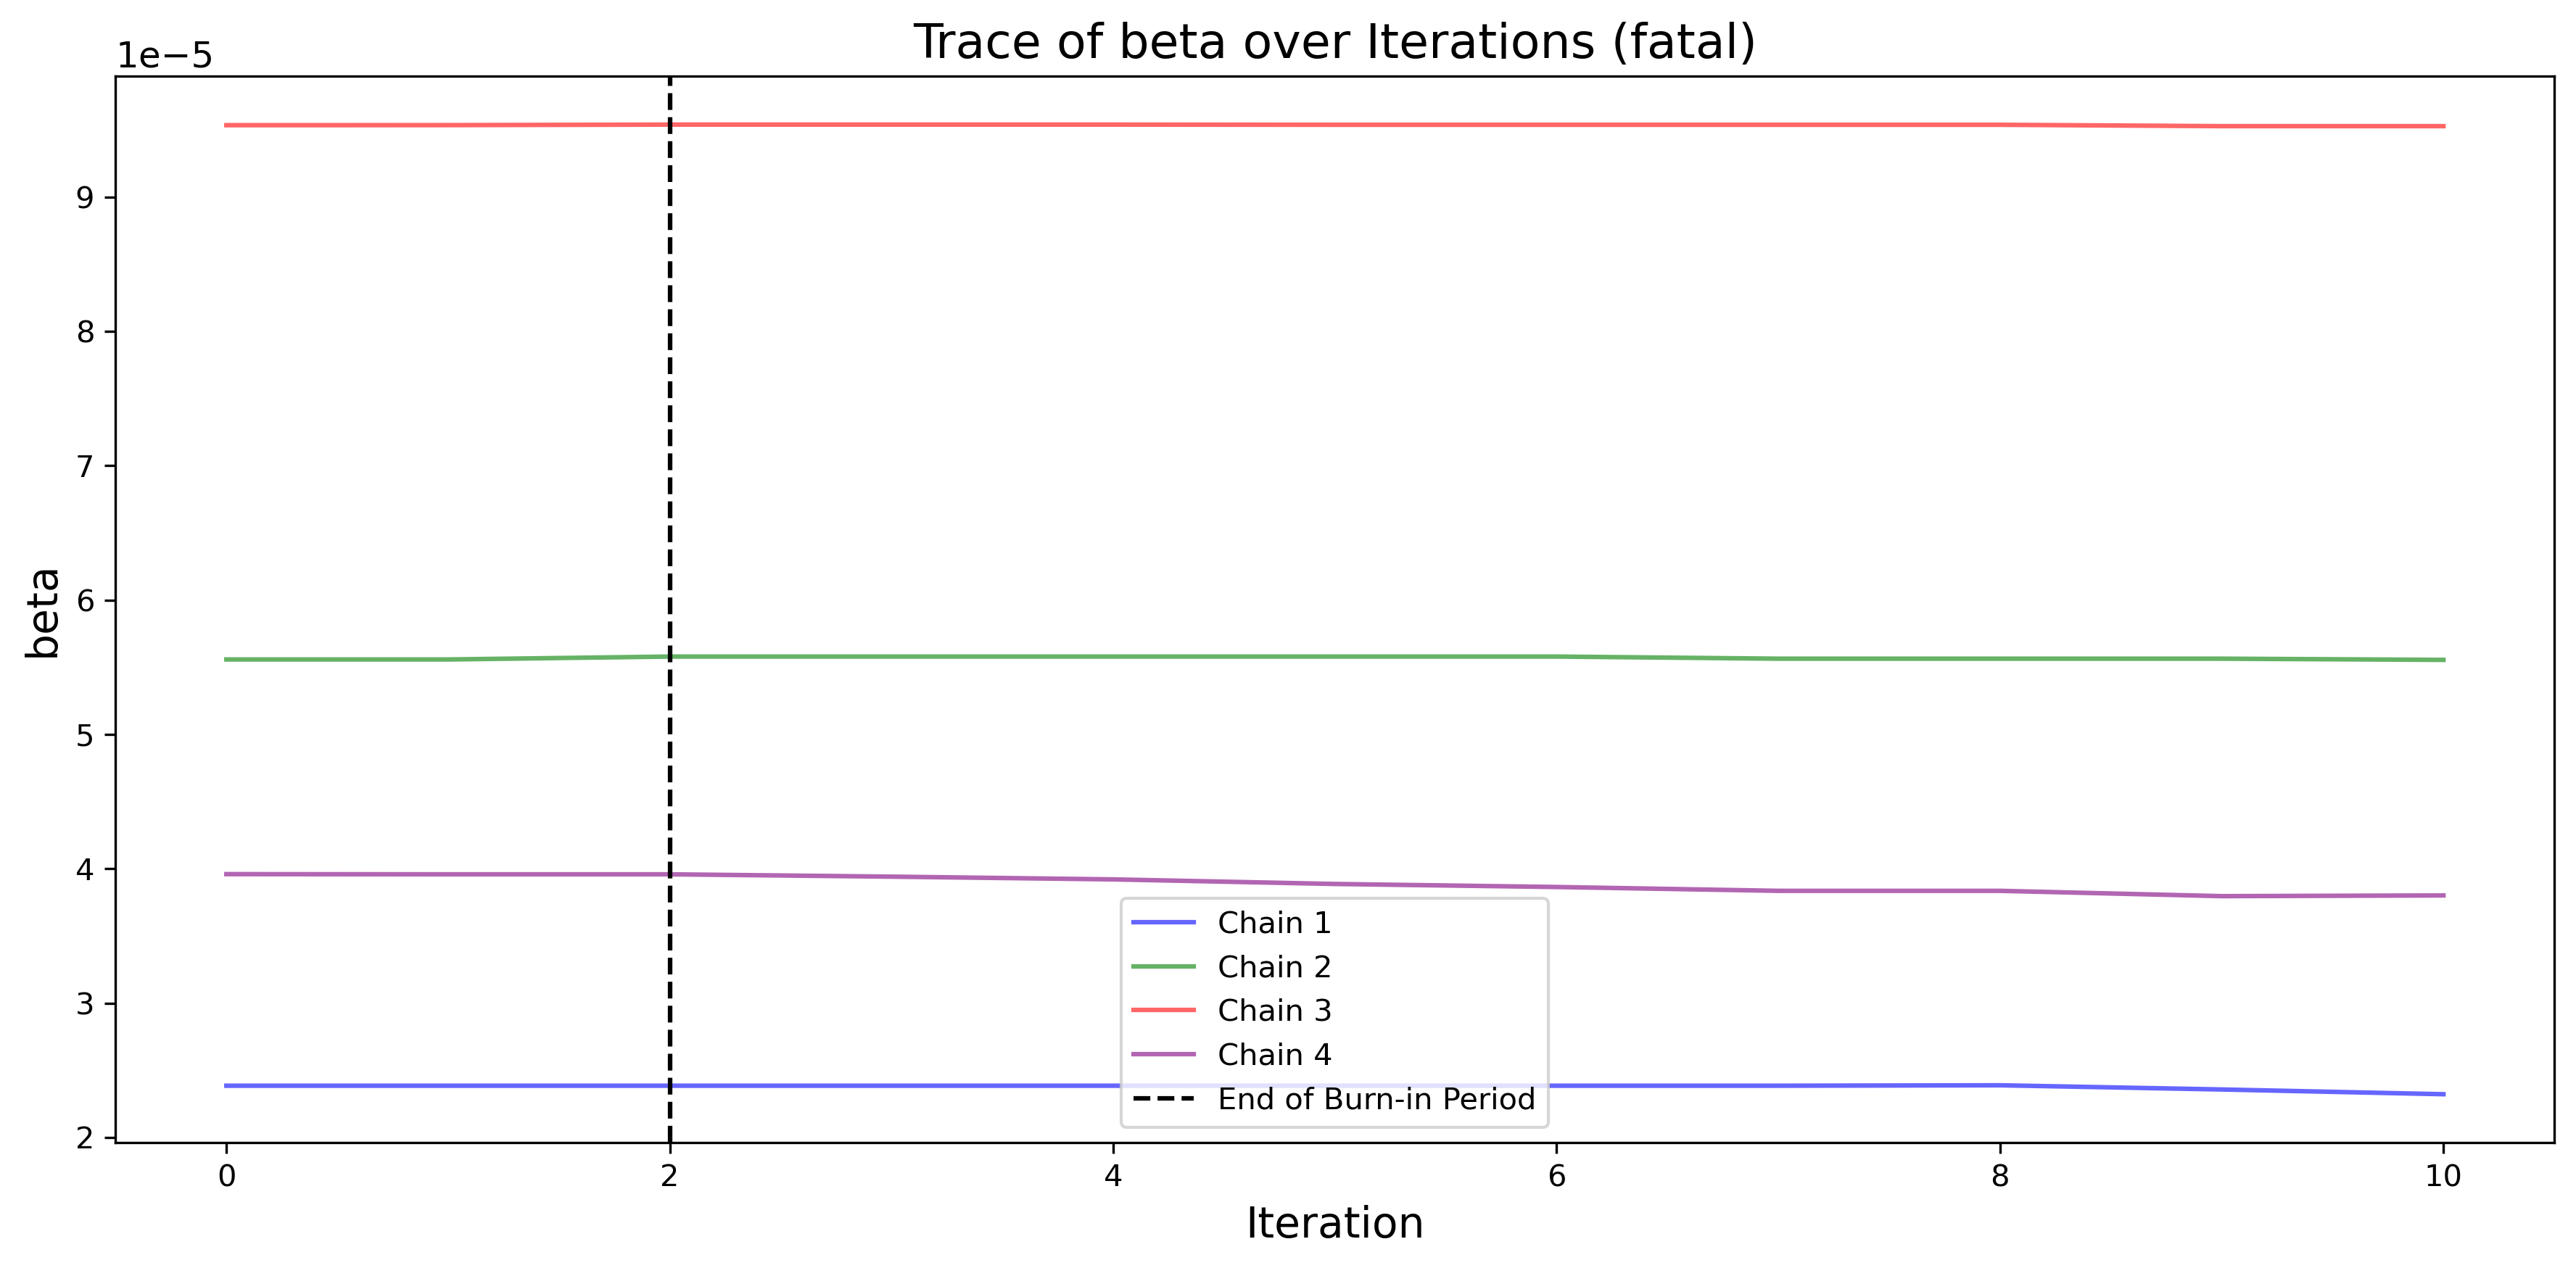 Trace of beta over Iterations (fatal)
1e−5
9
8
7
6
5
4
3
2
beta
Chain 1
Chain 2
Chain 3
Chain 4
End of Burn-in Period
0 2 4 6 8 10
Iteration